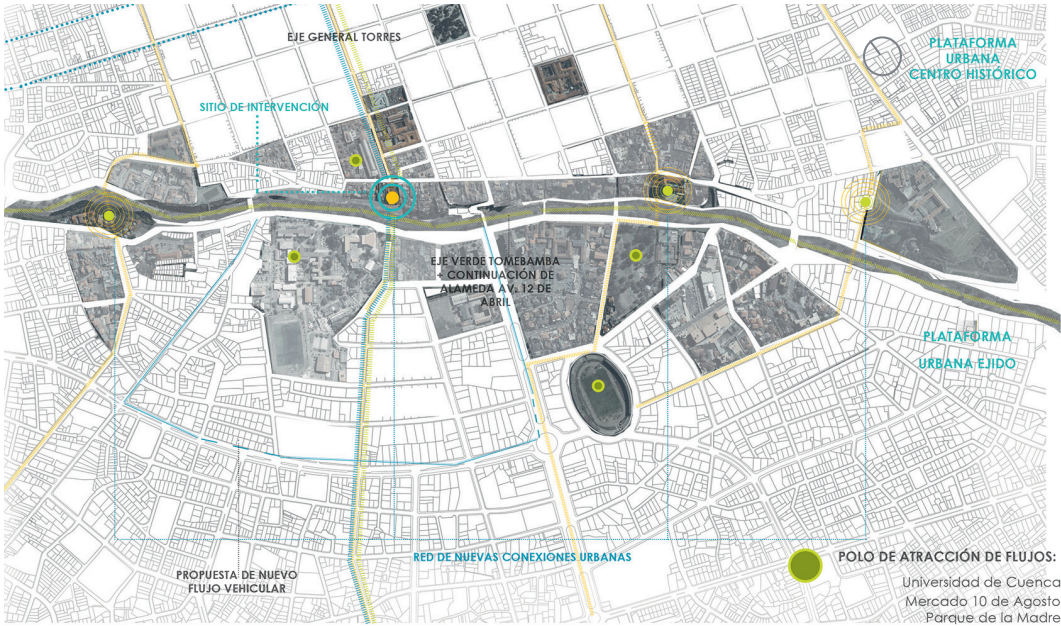 EJE GENERAL TORRES
PLATAFORMA
URBANA
CENTRO HISTÓRICO
SITIO DE INTERVENCIÓN
EJE VERDE TOMEBAMBA
+ CONTINUACIÓN DE
ALAMEDA AV. 12 DE
ABRIL
PLATAFORMA
URBANA EJIDO
RED DE NUEVAS CONEXIONES URBANAS
PROPUESTA DE NUEVO
FLUJO VEHICULAR
POLO DE ATRACCIÓN DE FLUJOS:
Universidad de Cuenca
Mercado 10 de Agosto
Parque de la Madre